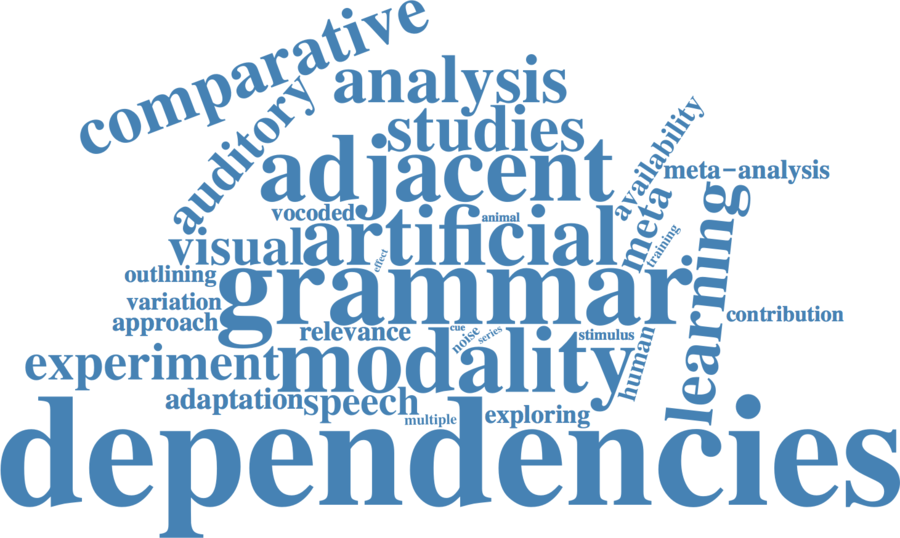 comparative
analysis
auditory
studies
availability
adjacent
meta-analysis
vocoded
animal
meta
visual
artificial
training
effect
outlining
grammar
learning
variation
approach
relevance
cue
noise
series
stimulus
contribution
experiment
modality
human
adaptation
speech
multiple
exploring
dependencies